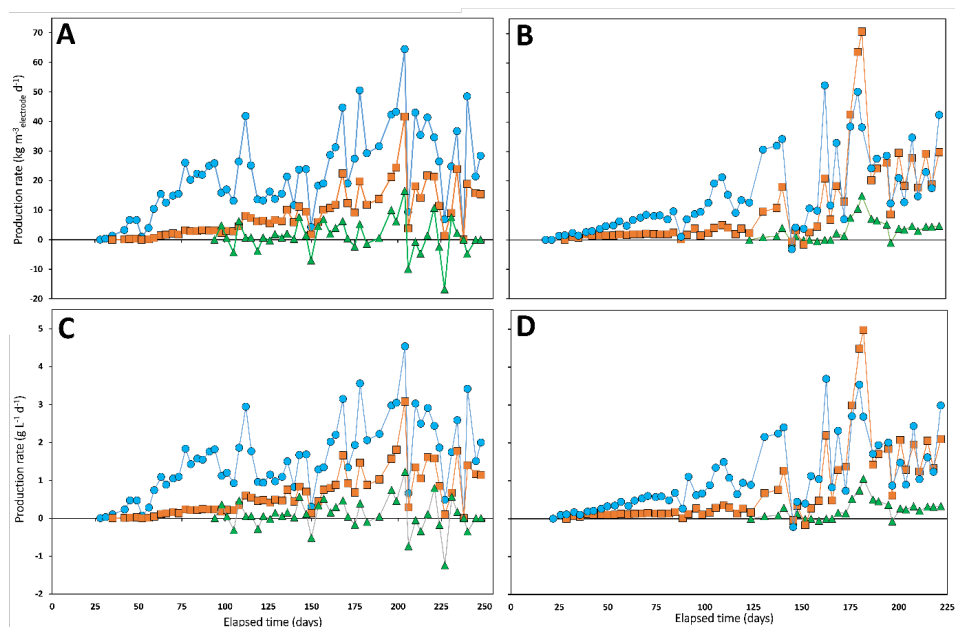 A
B
Production rate (kg m⁻³electrode d⁻¹)
70
60
50
40
30
20
10
0
-10
-20
C
D
Production rate (g L⁻¹ d⁻¹)
5
4
3
2
1
0
-1
-2
0 25 50 75 100 125 150 175 200 225 250
Elapsed time (days)
0 25 50 75 100 125 150 175 200 225
Elapsed time (days)